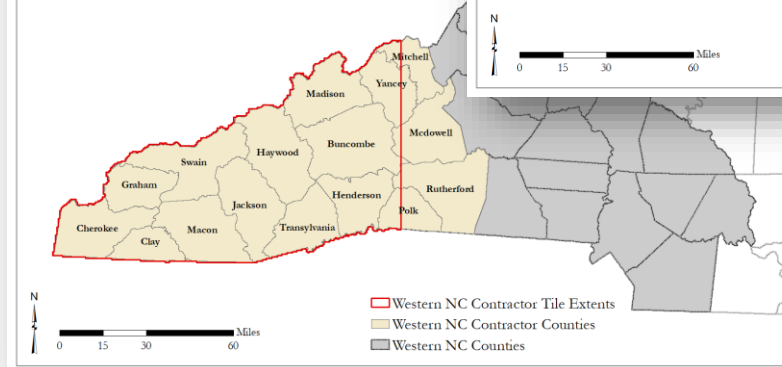 N
Miles
0 15 30 60
Mitchell
Yancey
Madison
Mcdowell
Buncombe
Haywood
Swain
Graham
Rutherford
Henderson
Jackson
Polk
Transylvania
Macon
Cherokee
Clay
N
Miles
0 15 30 60
Western NC Contractor Tile Extents
Western NC Contractor Counties
Western NC Counties